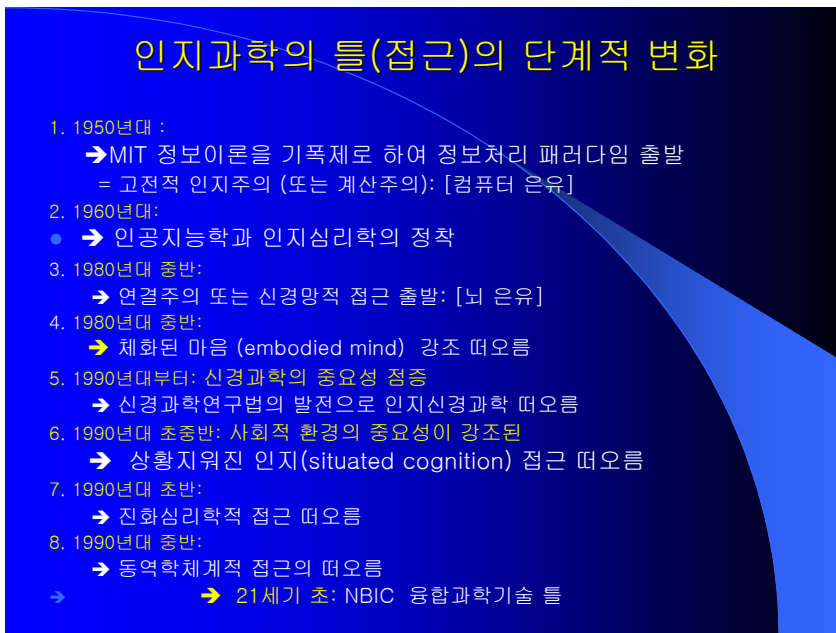 인지과학의 틀(접근)의 단계적 변화
1. 1950년대 :
➔MIT 정보이론을 기폭제로 하여 정보처리 패러다임 출발
= 고전적 인지주의 (또는 계산주의): [컴퓨터 은유]
2. 1960년대:
● ➔ 인공지능학과 인지심리학의 정착
3. 1980년대 중반:
➔ 연결주의 또는 신경망적 접근 출발: [뇌 은유]
4. 1980년대 중반:
➔ 체화된 마음 (embodied mind) 강조 떠오름
5. 1990년대부터: 신경과학의 중요성 점증
➔ 신경과학연구법의 발전으로 인지신경과학 떠오름
6. 1990년대 초중반: 사회적 환경의 중요성이 강조된
➔ 상황지워진 인지(situated cognition) 접근 떠오름
7. 1990년대 초반:
➔ 진화심리학적 접근 떠오름
8. 1990년대 중반:
➔ 동역학체계적 접근의 떠오름
➔ ➔ 21세기 초: NBIC 융합과학기술 틀